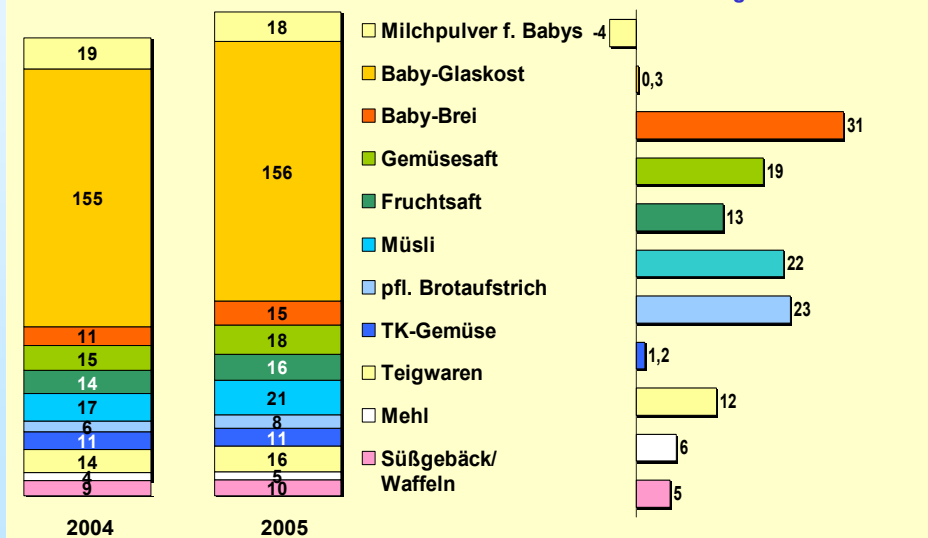 19
155
11
15
14
17
6
11
14
4
9
2004
18
156
15
18
16
21
8
11
16
5
10
2005
Milchpulver f. Babys
Baby-Glaskost
Baby-Brei
Gemüsesaft
Fruchtsaft
Müsli
pfl. Brotaufstrich
TK-Gemüse
Teigwaren
Mehl
Süßgebäck/
Waffeln
-4
0,3
31
19
13
22
23
1,2
12
6
5